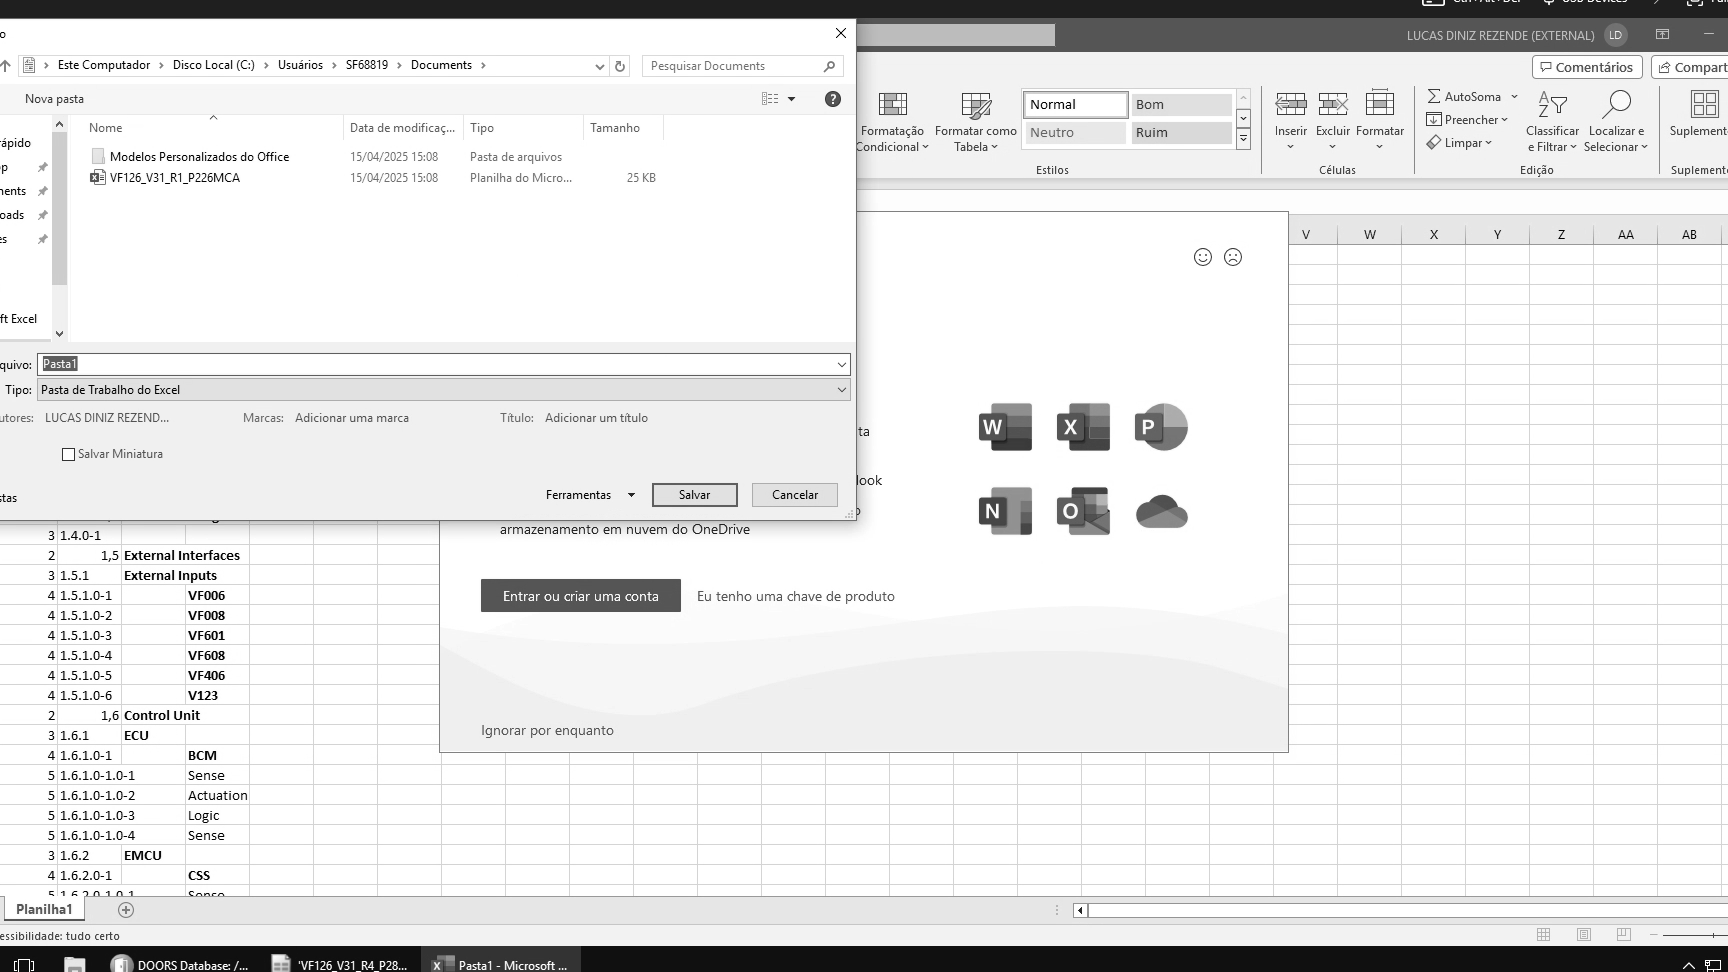 LUCAS DINIZ REZENDE (EXTERNAL) LD
Este Computador > Disco Local (C:) > Usuários > SF68819 > Documents >
Pesquisar Documents
Comentários
Compart
Nova pasta
Nome
Data de modificaç...
Tipo
Tamanho
Modelos Personalizados do Office 15/04/2025 15:08 Pasta de arquivos
VF126_V31_R1_P226MCA 15/04/2025 15:08 Planilha do Micro... 25 KB
rápido
p
nents
oads
es
ft Excel
quivo: Pasta1
Tipo: Pasta de Trabalho do Excel
utores: LUCAS DINIZ REZEND...
Marcas: Adicionar uma marca
Título: Adicionar um título
Salvar Miniatura
stas
Ferramentas
Salvar
Cancelar
Formatação Condicional
Formatar como Tabela
Normal
Bom
Neutro
Ruim
Estilos
Inserir
Excluir
Formatar
Células
AutoSoma
Preencher
Limpar
Classificar e Filtrar
Localizar e Selecionar
Edição
Suplement
Suplement
V W X Y Z AA AB
ta
look
o
armazenamento em nuvem do OneDrive
W X P
N O
Entrar ou criar uma conta
Eu tenho uma chave de produto
Ignorar por enquanto
3 1.4.0-1
2 1,5 External Interfaces
3 1.5.1 External Inputs
4 1.5.1.0-1 VF006
4 1.5.1.0-2 VF008
4 1.5.1.0-3 VF601
4 1.5.1.0-4 VF608
4 1.5.1.0-5 VF406
4 1.5.1.0-6 V123
2 1,6 Control Unit
3 1.6.1 ECU
4 1.6.1.0-1 BCM
5 1.6.1.0-1.0-1 Sense
5 1.6.1.0-1.0-2 Actuation
5 1.6.1.0-1.0-3 Logic
5 1.6.1.0-1.0-4 Sense
3 1.6.2 EMCU
4 1.6.2.0-1 CSS
5 1.6.2.0-1.0-1 Sense
Planilha1
essibilidade: tudo certo
DOORS Database: /...
'VF126_V31_R4_P28...
Pasta1 - Microsoft ...